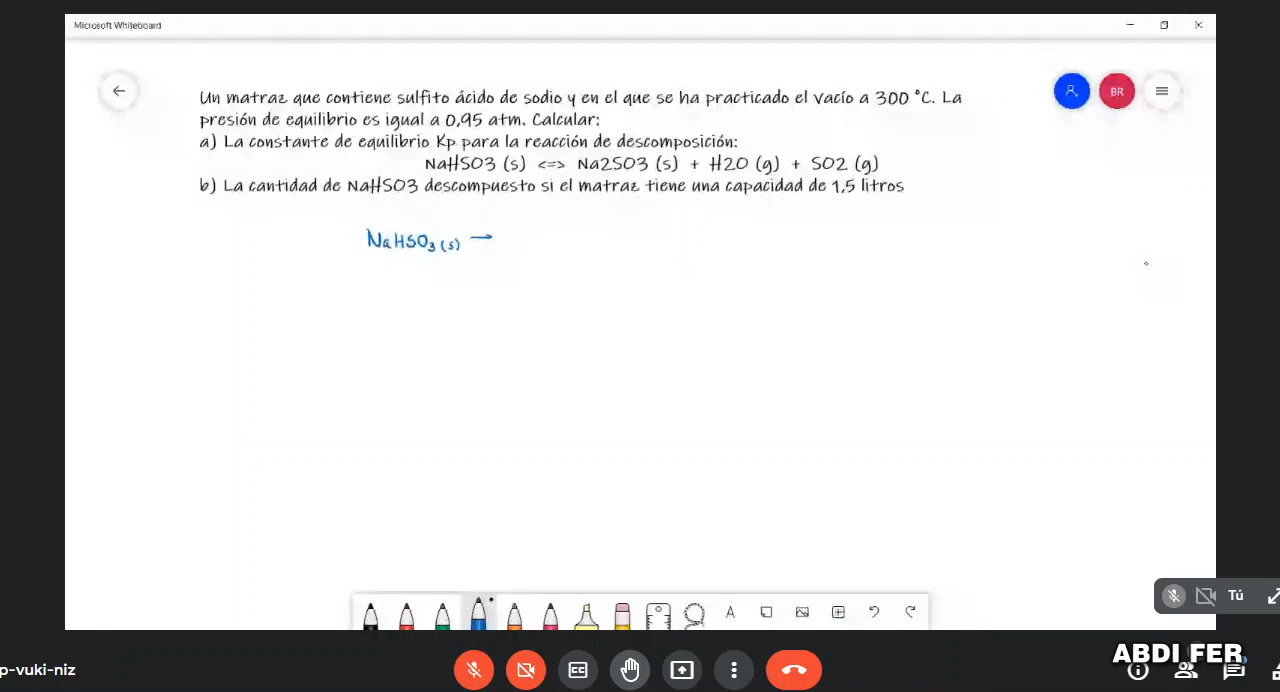 Microsoft Whiteboard
Un matraz que contiene sulfito ácido de sodio y en el que se ha practicado el vacío a 300 °C. La
BR
presión de equilibrio es igual a 0,95 atm. Calcular:
a) La constante de equilibrio Kp para la reacción de descomposición:
NaHSO3 (s) <=> Na2SO3 (s) + H2O (g) + SO2 (g)
b) La cantidad de NaHSO3 descompuesto si el matraz tiene una capacidad de 1,5 litros
NaHSO₃(s) →
A
Tú
CC
ABDI FER
p-vuki-niz